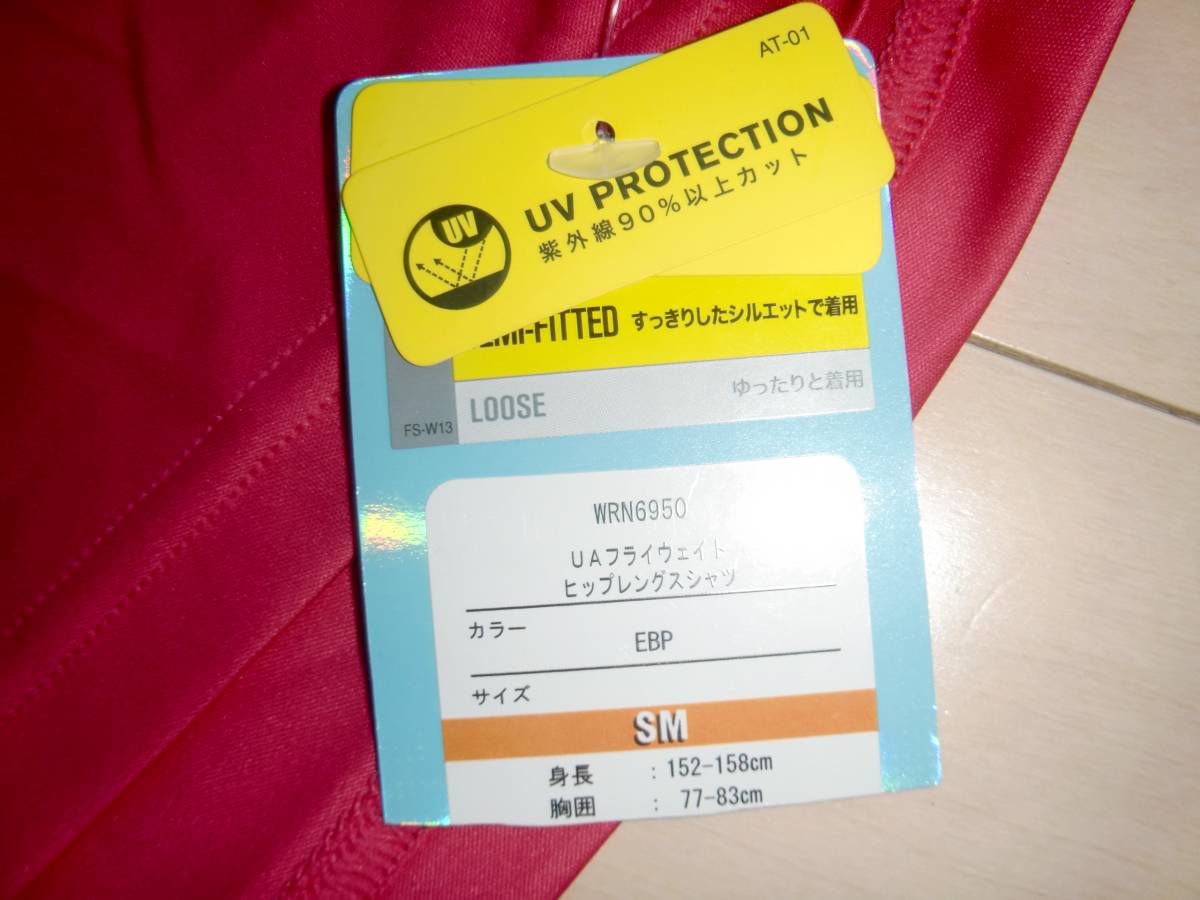 AT-01
UV PROTECTION
紫外線90%以上カット
UV
すっきりしたシルエットで着用
LOOSE ゆったりと着用
FS-W13
WRN6950
UAフライウェイト
ヒップレングスシャツ
カラー
EBP
サイズ
SM
身長 : 152-158cm
胸囲 : 77-83cm